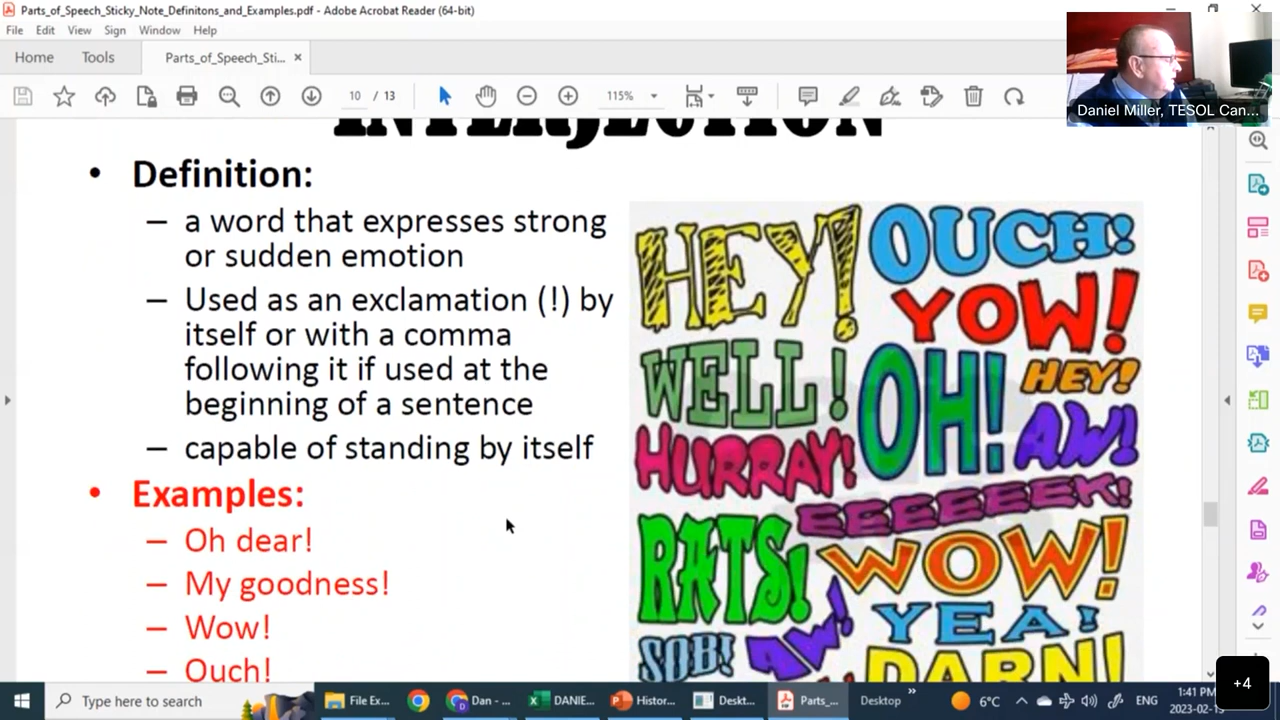 Parts_of_Speech_Sticky_Note_Definitons_and_Examples.pdf - Adobe Acrobat Reader (64-bit)
File Edit View Sign Window Help
Home Tools Parts_of_Speech_Sti... ×
10 / 13 115%
Daniel Miller, TESOL Can...
INTERJECTION
• Definition:
– a word that expresses strong
or sudden emotion
– Used as an exclamation (!) by
itself or with a comma
following it if used at the
beginning of a sentence
– capable of standing by itself
• Examples:
– Oh dear!
– My goodness!
– Wow!
– Ouch!
HEY! OUCH!
YOW!
WELL! OH! HEY!
HURRAY! AW!
EEEEEEEK!
RATS! WOW!
YEA!
SOB! AW! DARN!
Type here to search
File Ex... Dan - ... DANIE... Histor... Deskt... Parts_... Desktop » 6°C ENG 1:41 PM
+4